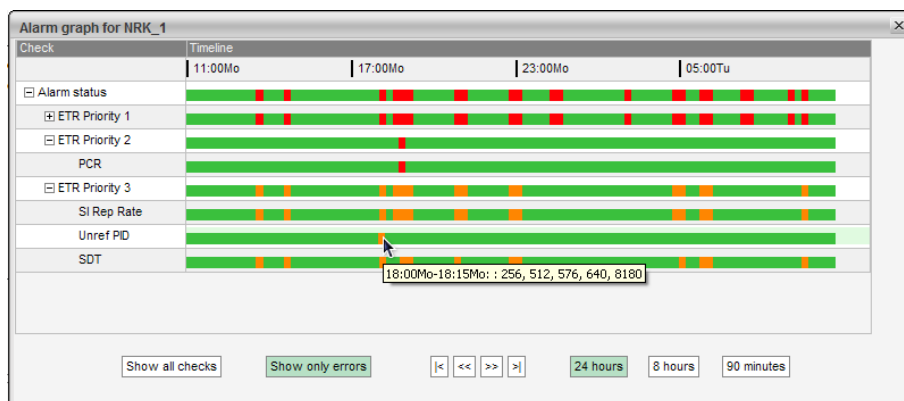 Alarm graph for NRK_1
Check Timeline
11:00Mo 17:00Mo 23:00Mo 05:00Tu
Alarm status
ETR Priority 1
ETR Priority 2
PCR
ETR Priority 3
SI Rep Rate
Unref PID
SDT
18:00Mo-18:15Mo: : 256, 512, 576, 640, 8180
Show all checks Show only errors |< << >> >| 24 hours 8 hours 90 minutes